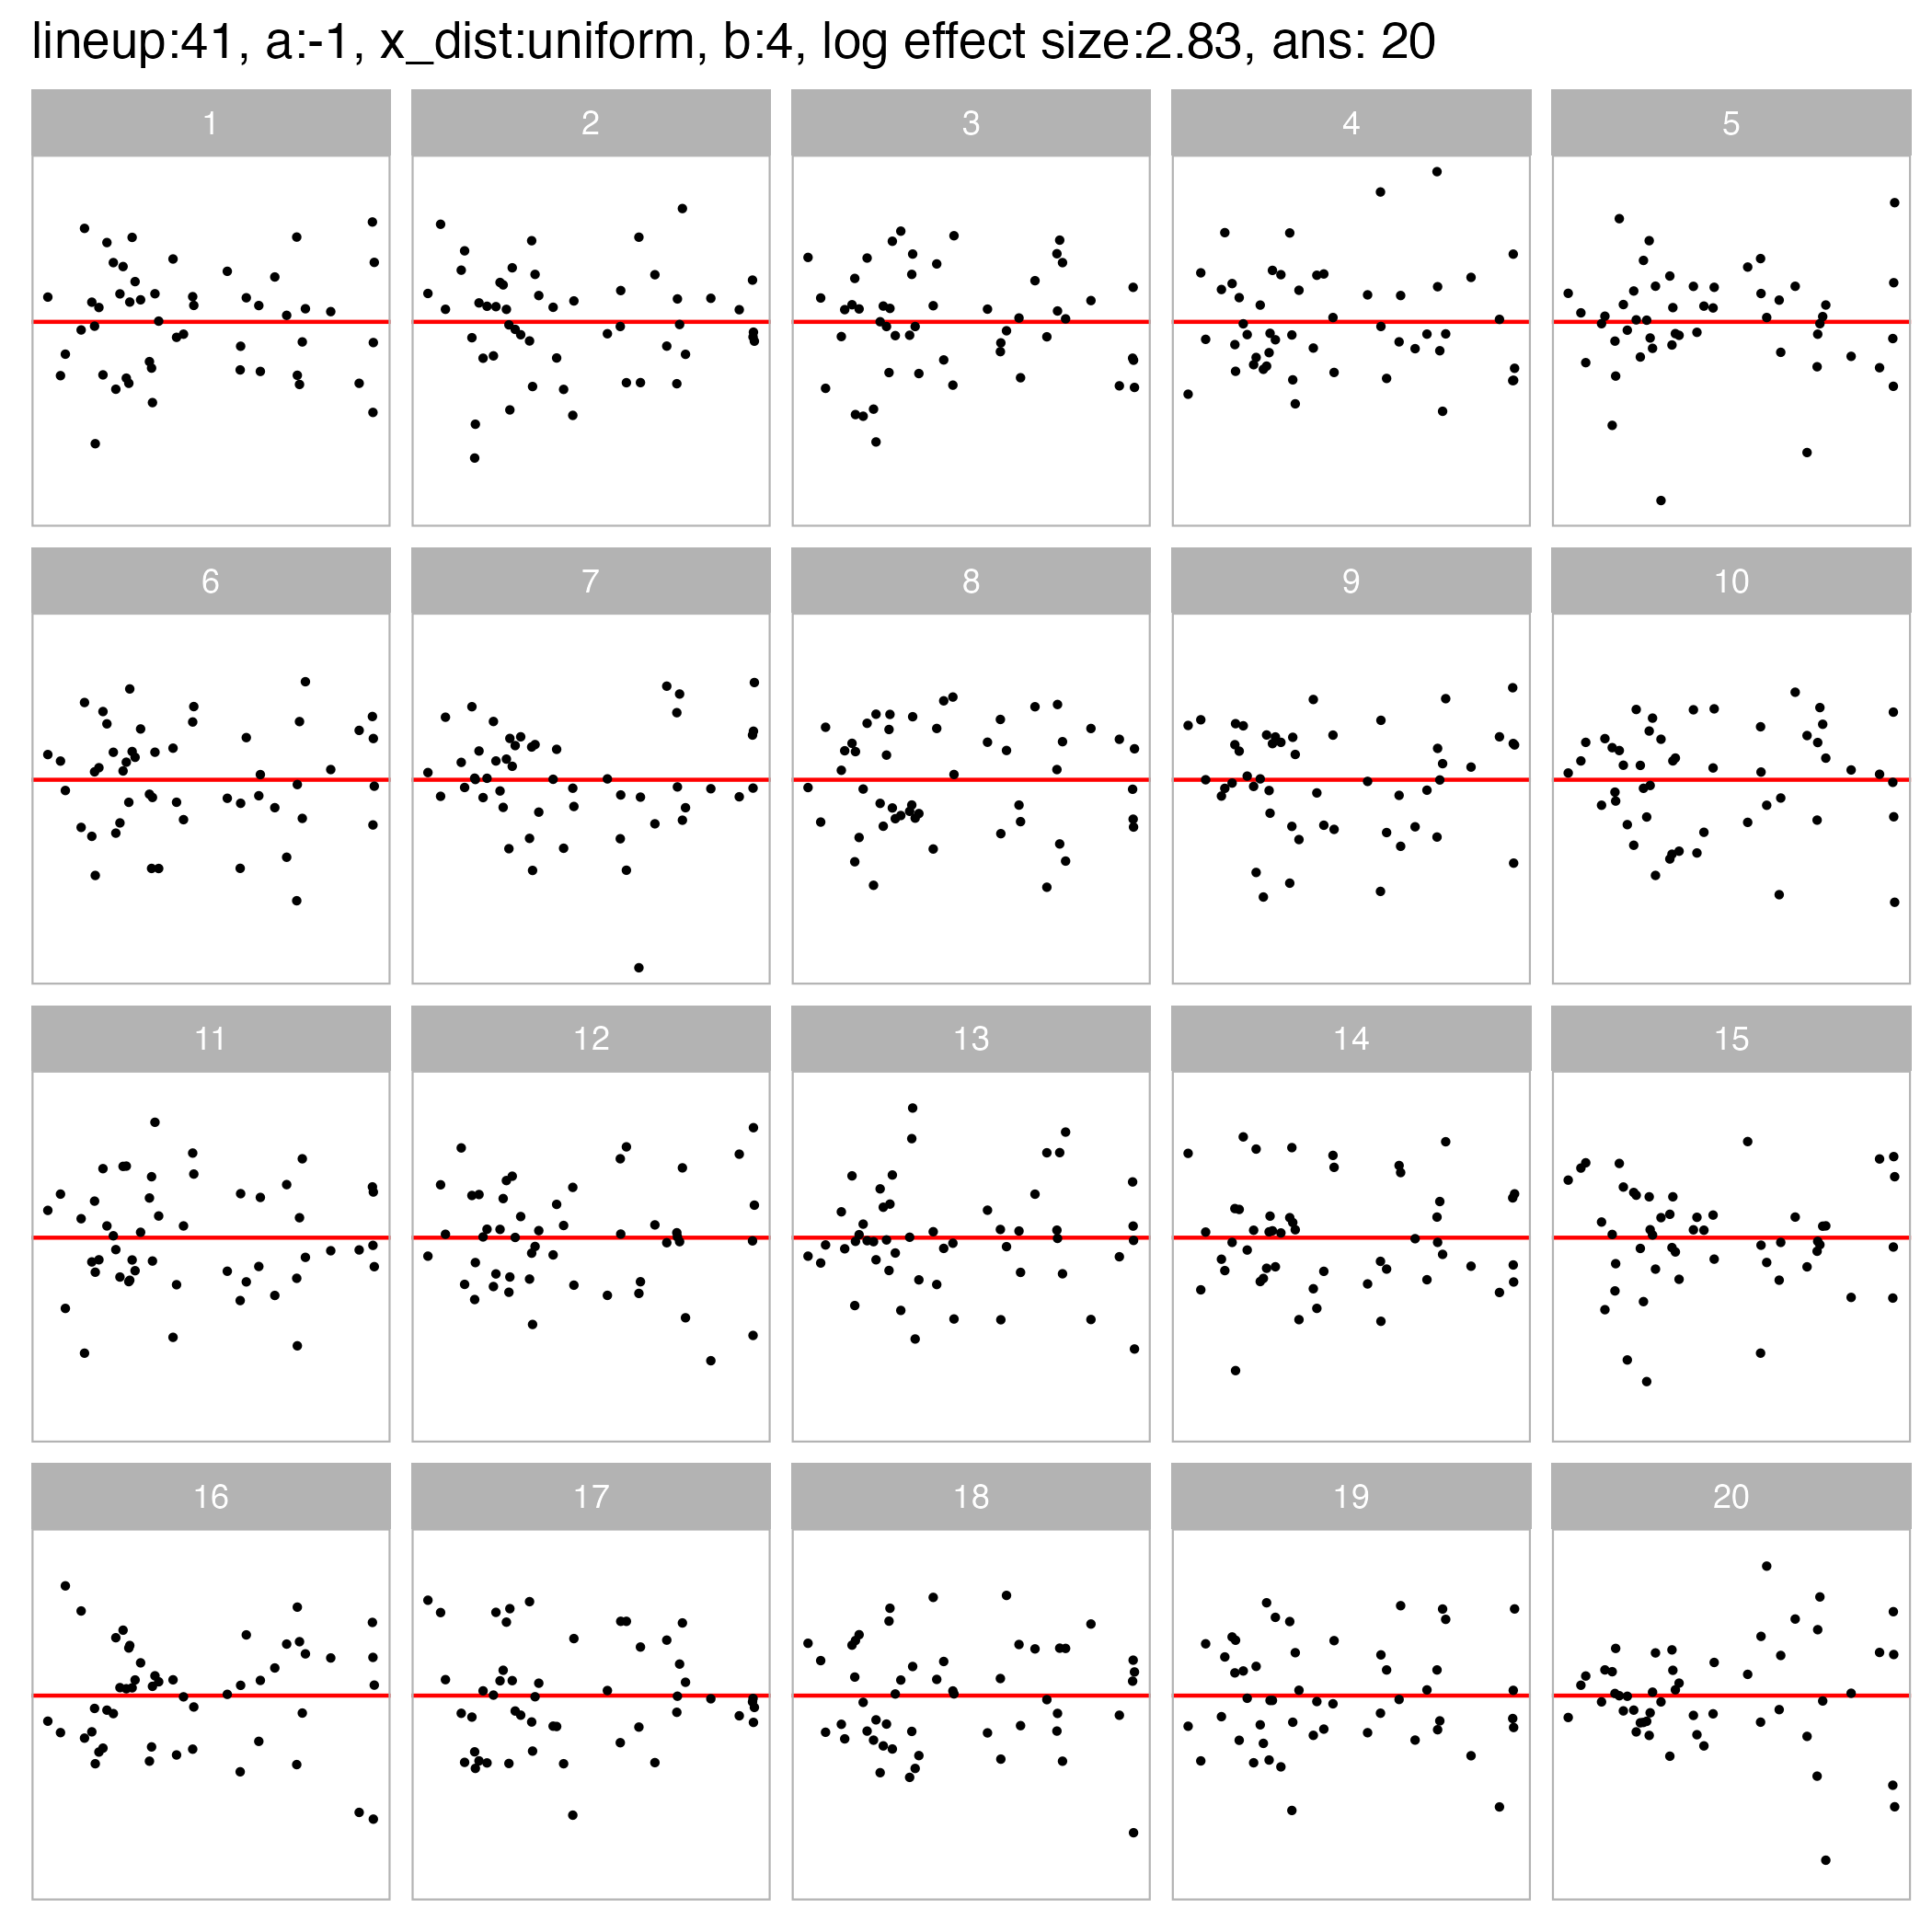 lineup:41, a:-1, x_dist:uniform, b:4, log effect size:2.83, ans: 20
1 2 3 4 5
6 7 8 9 10
11 12 13 14 15
16 17 18 19 20